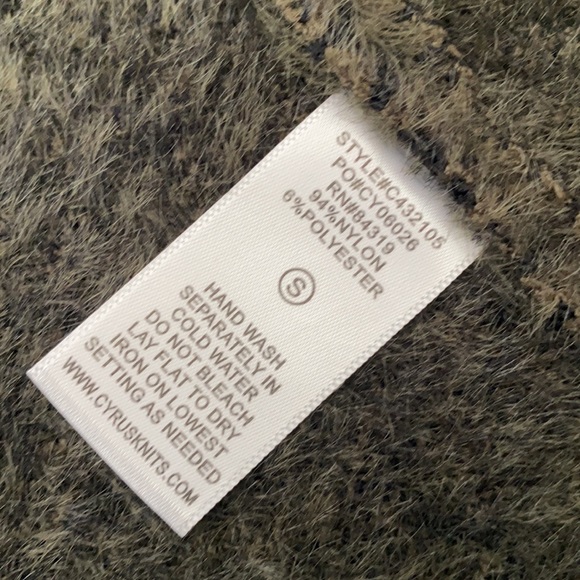 STYLE#C432105
PO#CY06026
RN#84319
94%NYLON
6%POLYESTER
S
HAND WASH
SEPARATELY IN
COLD WATER
DO NOT BLEACH
LAY FLAT TO DRY
IRON ON LOWEST
SETTING AS NEEDED
WWW.CYRUSKNITS.COM